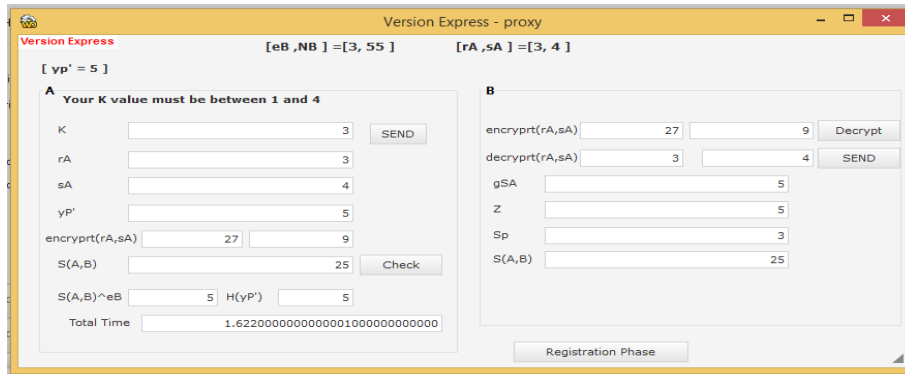 Version Express - proxy
Version Express
[eB ,NB ] =[3, 55 ] [rA ,sA ] =[3, 4 ]
[ yp' = 5 ]
A
Your K value must be between 1 and 4
K 3 SEND
rA 3
sA 4
yP' 5
encryprt(rA,sA) 27 9
S(A,B) 25 Check
S(A,B)^eB 5 H(yP') 5
Total Time 1.6220000000000001000000000000
B
encryprt(rA,sA) 27 9 Decrypt
decryprt(rA,sA) 3 4 SEND
gSA 5
Z 5
Sp 3
S(A,B) 25
Registration Phase